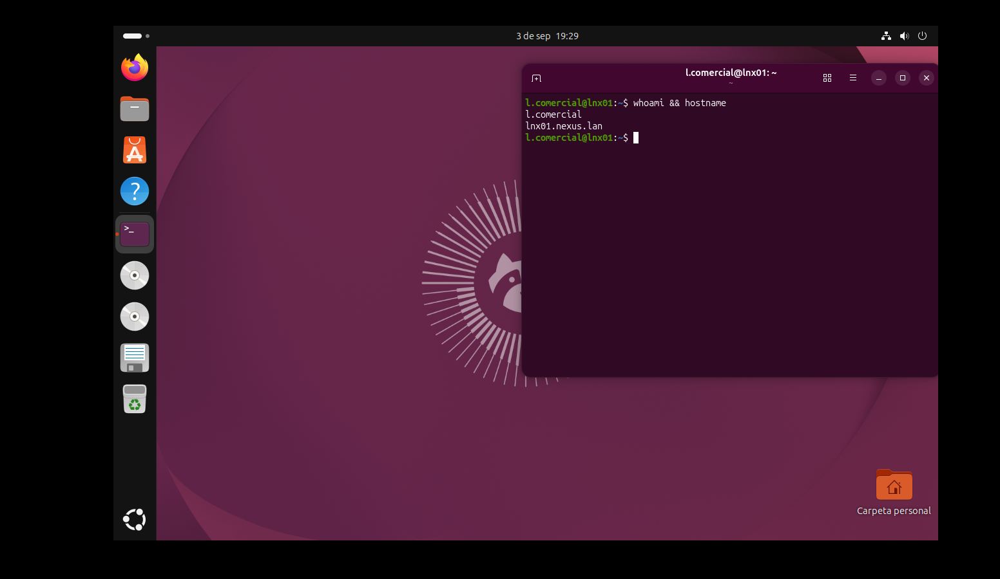 3 de sep 19:29
l.comercial@lnx01: ~
~
l.comercial@lnx01:~$ whoami && hostname
l.comercial
lnx01.nexus.lan
l.comercial@lnx01:~$
>_
Carpeta personal